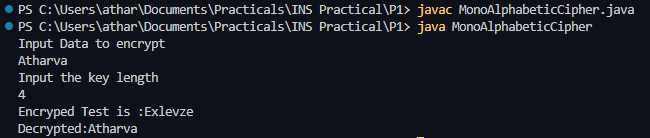 PS C:\Users\athar\Documents\Practicals\INS Practical\P1> javac MonoAlphabeticCipher.java
PS C:\Users\athar\Documents\Practicals\INS Practical\P1> java MonoAlphabeticCipher
Input Data to encrypt
Atharva
Input the key length
4
Encryped Test is :Exlevze
Decrypted:Atharva